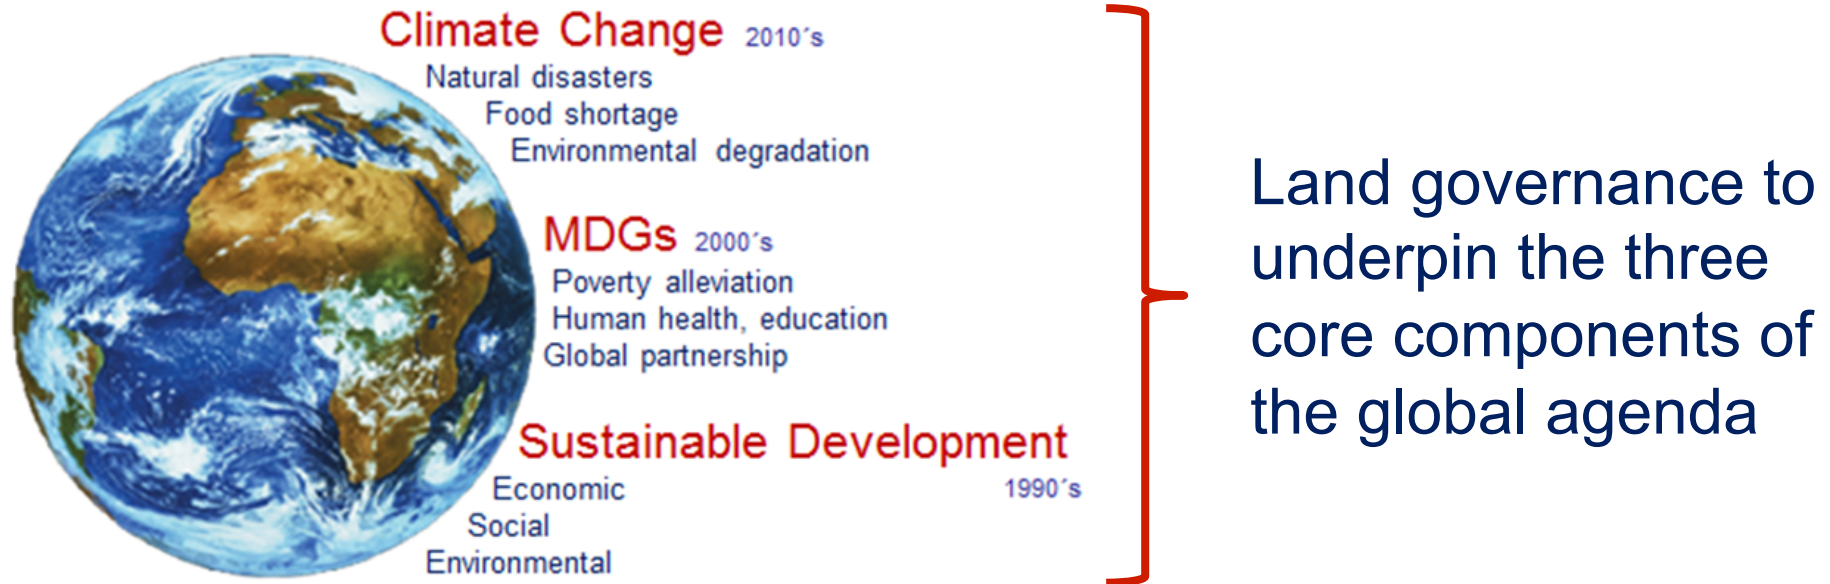 Climate Change 2010´s
Natural disasters
Food shortage
Environmental degradation
MDGs 2000´s
Poverty alleviation
Human health, education
Global partnership
Sustainable Development
1990´s
Economic
Social
Environmental
Land governance to
underpin the three
core components of
the global agenda